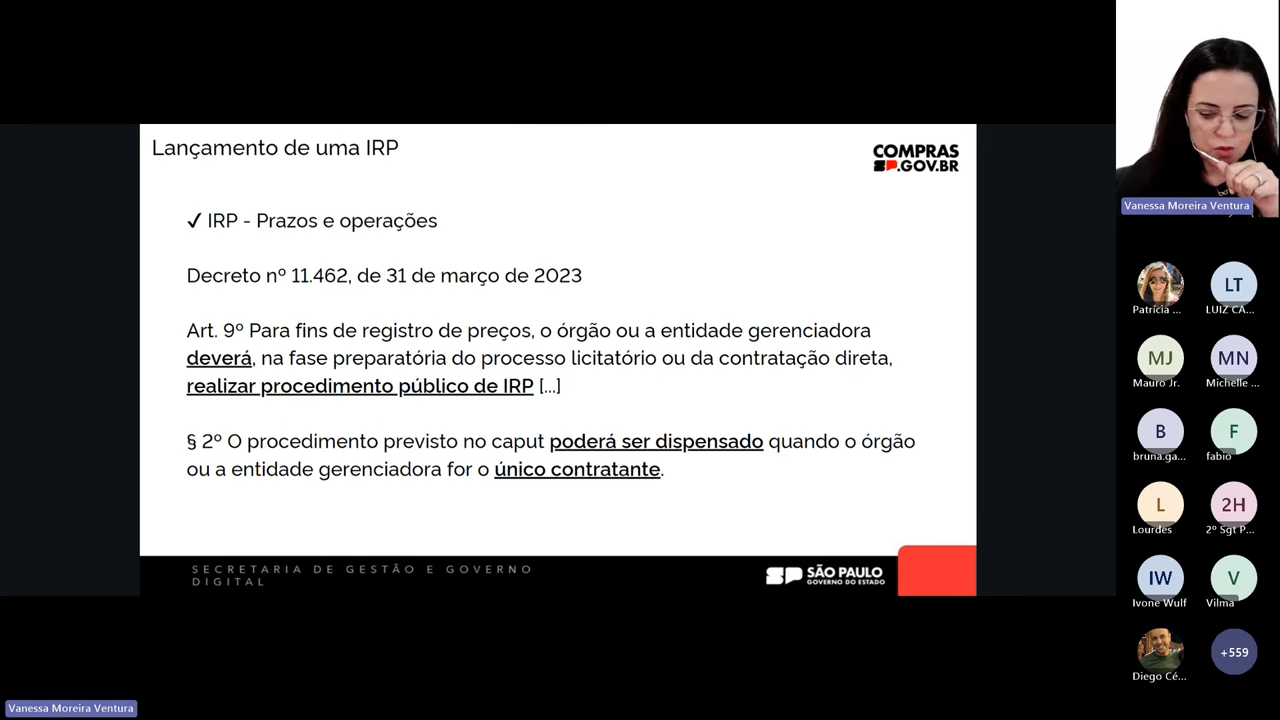 Lançamento de uma IRP
COMPRAS
SP.GOV.BR
✓ IRP - Prazos e operações
Decreto nº 11.462, de 31 de março de 2023
Art. 9º Para fins de registro de preços, o órgão ou a entidade gerenciadora
deverá, na fase preparatória do processo licitatório ou da contratação direta,
realizar procedimento público de IRP [...]
§ 2º O procedimento previsto no caput poderá ser dispensado quando o órgão
ou a entidade gerenciadora for o único contratante.
SECRETARIA DE GESTÃO E GOVERNO
DIGITAL
SP SÃO PAULO
GOVERNO DO ESTADO
Vanessa Moreira Ventura
Patrícia ...
LT
LUIZ CA...
MJ
Mauro Jr.
MN
Michelle ...
B
bruna.ga...
F
fabio
L
Lourdes
2H
2º Sgt P...
IW
Ivone Wulf
V
Vilma
Diego Cé...
+559
Vanessa Moreira Ventura